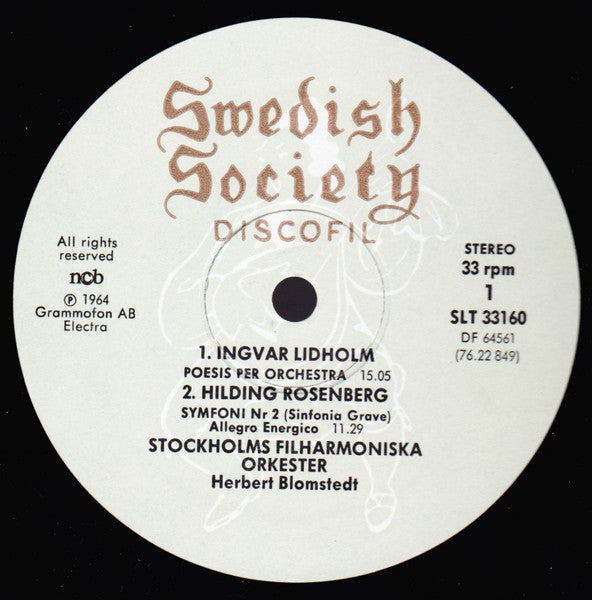 Swedish
Society
DISCOFIL
All rights
reserved
ncb
℗ 1964
Grammofon AB
Electra
STEREO
33 rpm
1
SLT 33160
DF 64561
(76.22 849)
1. INGVAR LIDHOLM
POESIS PER ORCHESTRA 15.05
2. HILDING ROSENBERG
SYMFONI Nr 2 (Sinfonia Grave)
Allegro Energico 11.29
STOCKHOLMS FILHARMONISKA
ORKESTER
Herbert Blomstedt